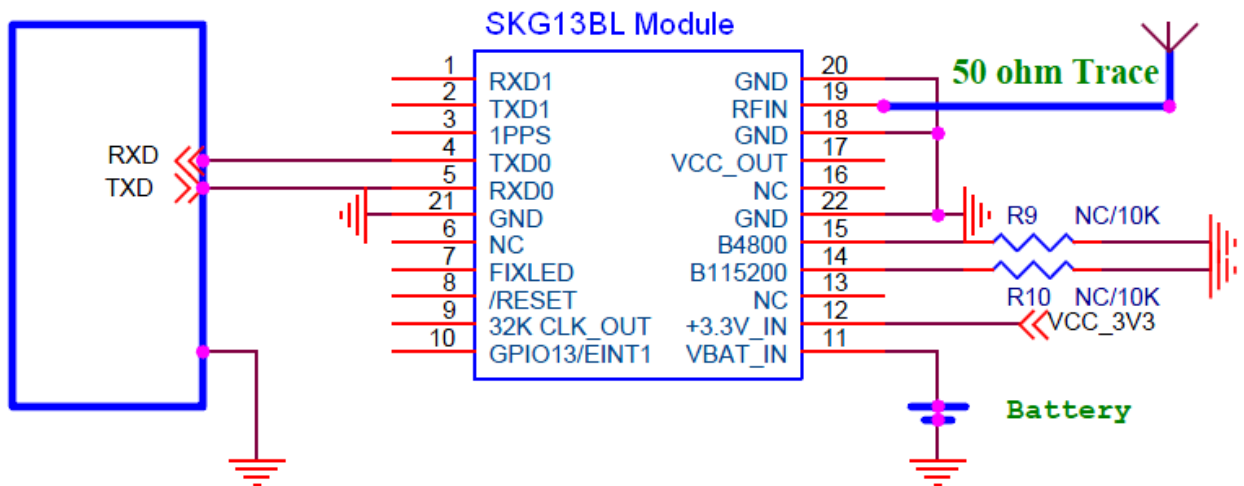 SKG13BL Module
50 ohm Trace
RXD
TXD
1 RXD1
2 TXD1
3 1PPS
4 TXD0
5 RXD0
21 GND
6 NC
7 FIXLED
8 /RESET
9 32K CLK_OUT
10 GPIO13/EINT1
GND 20
RFIN 19
GND 18
VCC_OUT 17
NC 16
GND 22
B4800 15
B115200 14
NC 13
+3.3V_IN 12
VBAT_IN 11
R9 NC/10K
R10 NC/10K
VCC_3V3
Battery